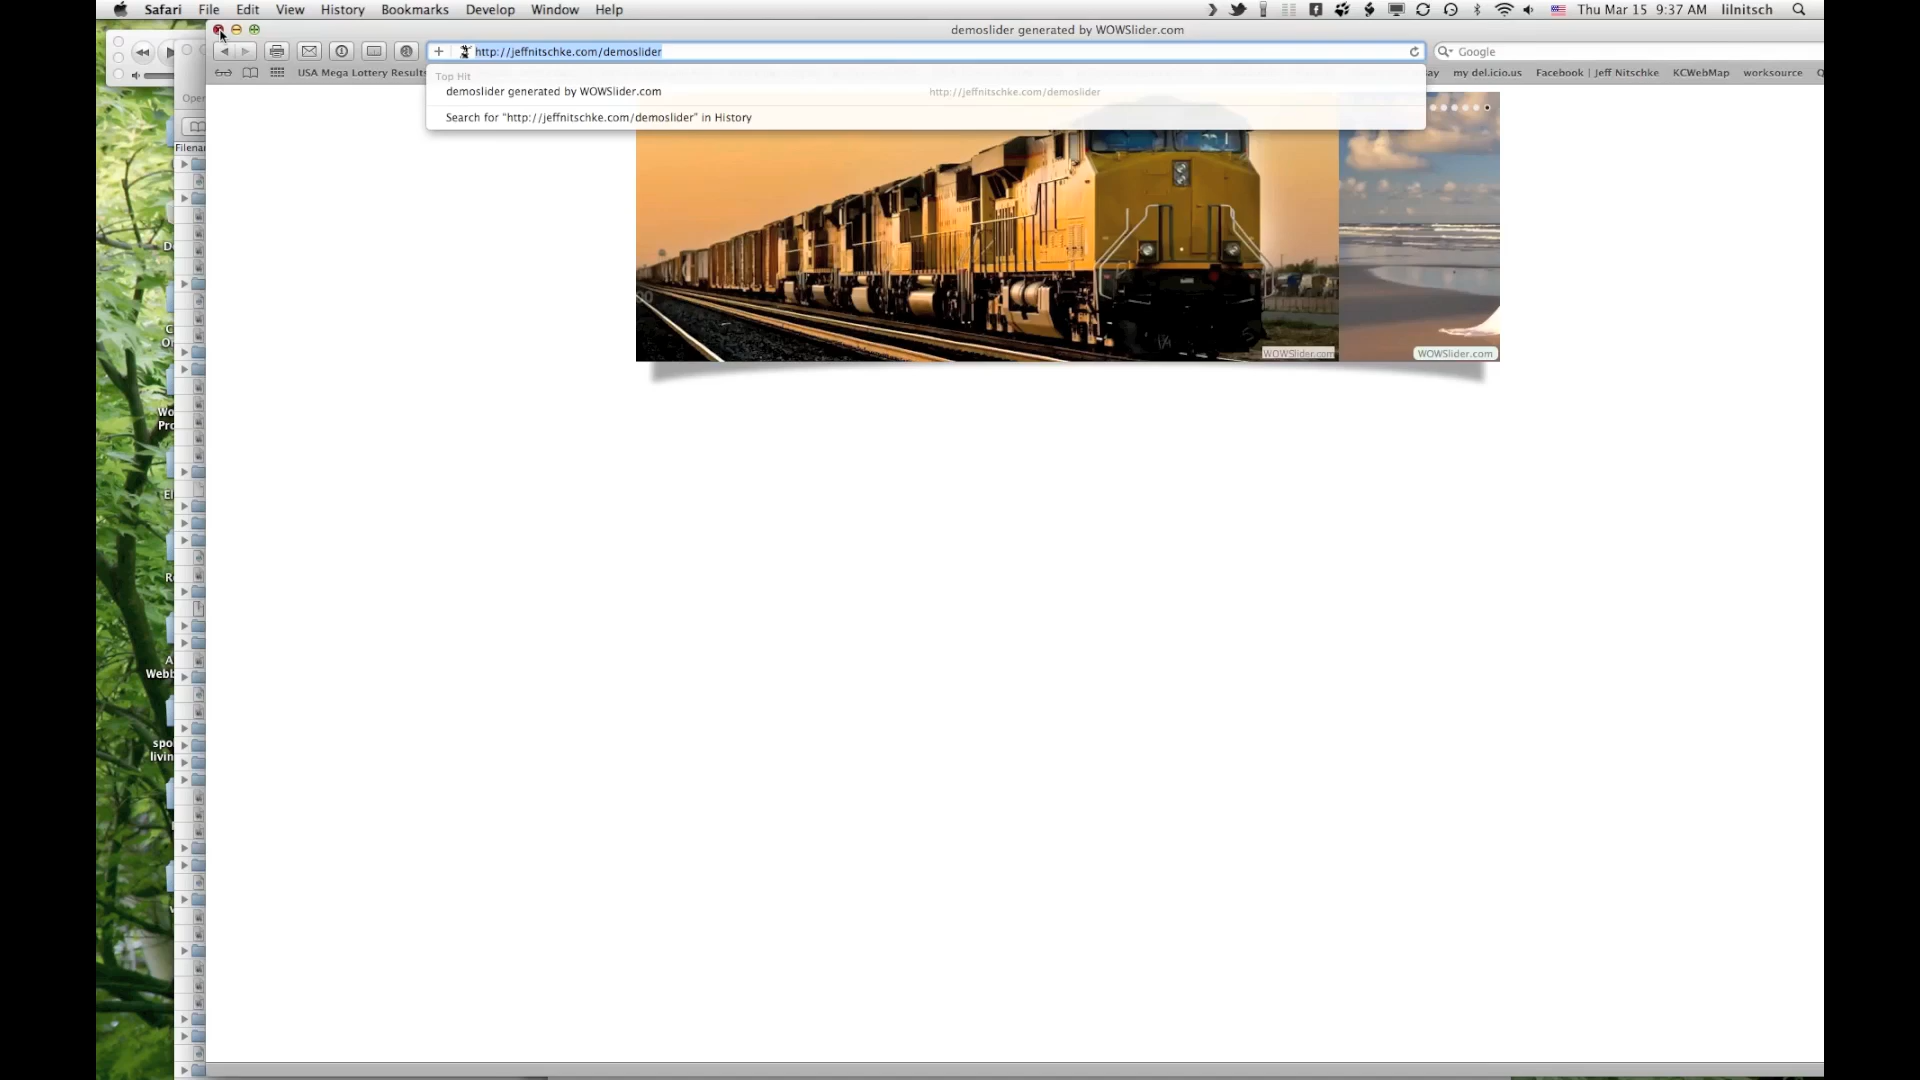 Safari File Edit View History Bookmarks Develop Window Help Thu Mar 15 9:37 AM lilnitsch
demoslider generated by WOWSlider.com
http://jeffnitschke.com/demoslider
Google
USA Mega Lottery Results
my del.icio.us Facebook | Jeff Nitschke KCWebMap worksource
Top Hit
demoslider generated by WOWSlider.com http://jeffnitschke.com/demoslider
Search for "http://jeffnitschke.com/demoslider" in History
WOWSlider.com WOWSlider.com